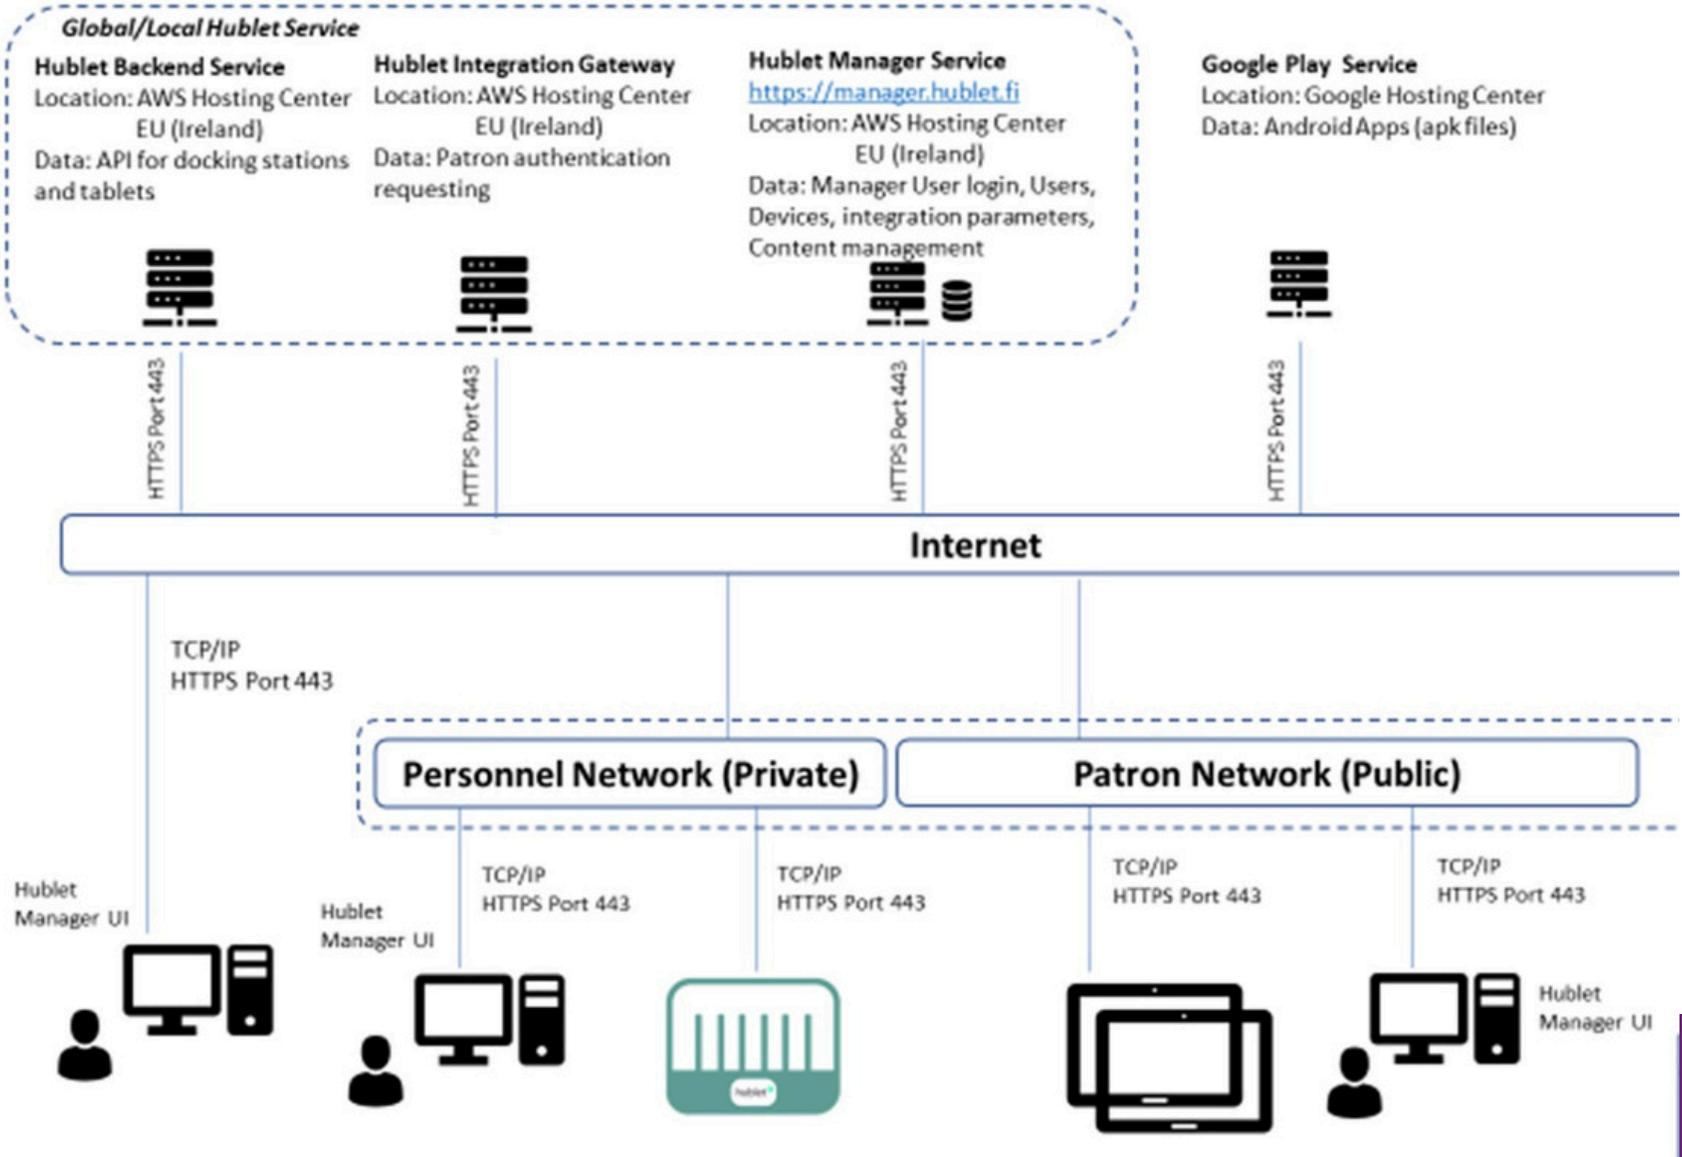 Global/Local Hublet Service
Hublet Backend Service
Location: AWS Hosting Center
EU (Ireland)
Data: API for docking stations
and tablets
Hublet Integration Gateway
Location: AWS Hosting Center
EU (Ireland)
Data: Patron authentication
requesting
Hublet Manager Service
https://manager.hublet.fi
Location: AWS Hosting Center
EU (Ireland)
Data: Manager User login, Users,
Devices, integration parameters,
Content management
Google Play Service
Location: Google Hosting Center
Data: Android Apps (apk files)
HTTPS Port 443
HTTPS Port 443
HTTPS Port 443
HTTPS Port 443
Internet
TCP/IP
HTTPS Port 443
Personnel Network (Private)
Patron Network (Public)
Hublet
Manager UI
Hublet
Manager UI
TCP/IP
HTTPS Port 443
TCP/IP
HTTPS Port 443
TCP/IP
HTTPS Port 443
TCP/IP
HTTPS Port 443
Hublet
Manager UI
hublet